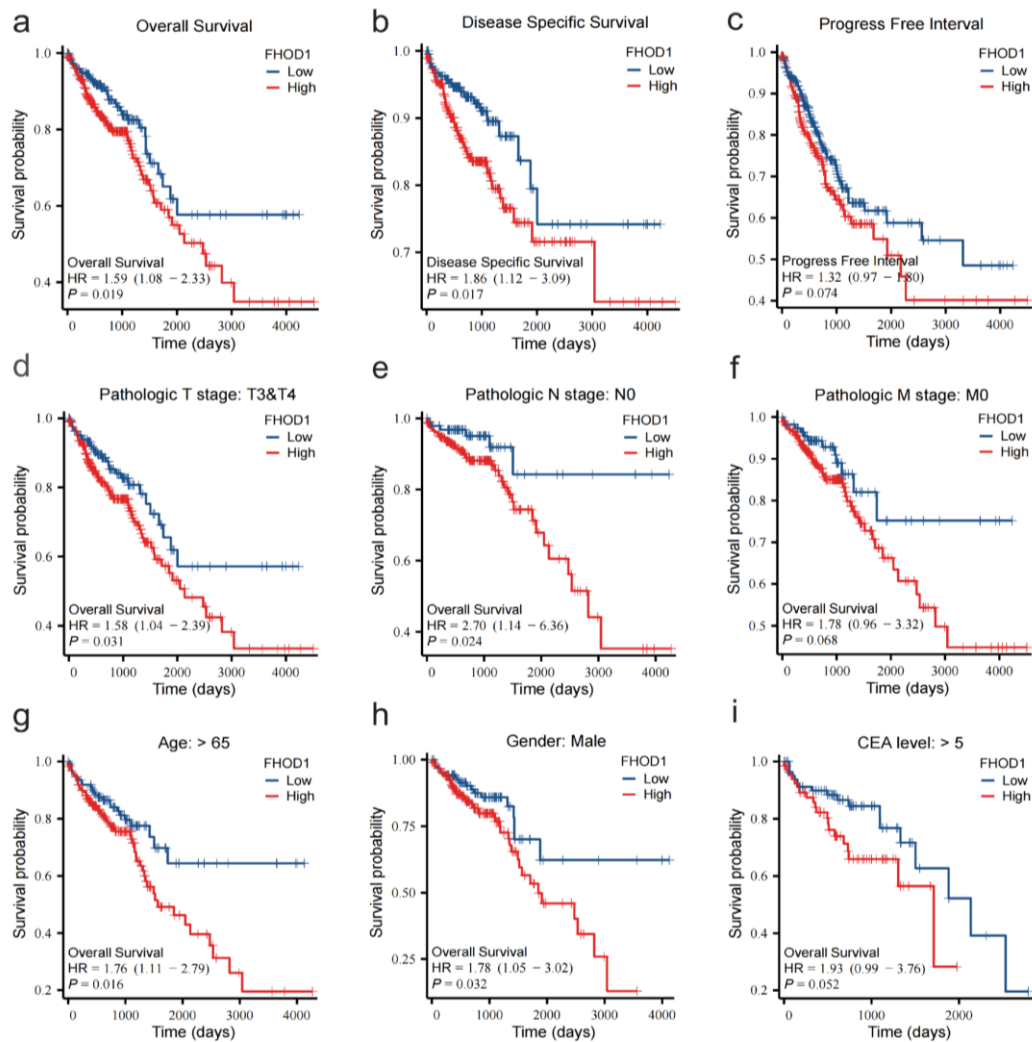 a
Overall Survival
FHOD1
Low
High
Survival probability
1.0
0.8
0.6
0.4
Overall Survival
HR = 1.59 (1.08 − 2.33)
P = 0.019
0 1000 2000 3000 4000
Time (days)
b
Disease Specific Survival
FHOD1
Low
High
Survival probability
1.0
0.9
0.8
0.7
Disease Specific Survival
HR = 1.86 (1.12 − 3.09)
P = 0.017
0 1000 2000 3000 4000
Time (days)
c
Progress Free Interval
FHOD1
Low
High
Survival probability
1.0
0.9
0.8
0.7
0.6
0.5
0.4
Progress Free Interval
HR = 1.32 (0.97 − 1.80)
P = 0.074
0 1000 2000 3000 4000
Time (days)
d
Pathologic T stage: T3&T4
FHOD1
Low
High
Survival probability
1.0
0.8
0.6
0.4
Overall Survival
HR = 1.58 (1.04 − 2.39)
P = 0.031
0 1000 2000 3000 4000
Time (days)
e
Pathologic N stage: N0
FHOD1
Low
High
Survival probability
1.0
0.8
0.6
0.4
Overall Survival
HR = 2.70 (1.14 − 6.36)
P = 0.024
0 1000 2000 3000 4000
Time (days)
f
Pathologic M stage: M0
FHOD1
Low
High
Survival probability
1.0
0.9
0.8
0.7
0.6
0.5
Overall Survival
HR = 1.78 (0.96 − 3.32)
P = 0.068
0 1000 2000 3000 4000
Time (days)
g
Age: > 65
FHOD1
Low
High
Survival probability
1.0
0.8
0.6
0.4
0.2
Overall Survival
HR = 1.76 (1.11 − 2.79)
P = 0.016
0 1000 2000 3000 4000
Time (days)
h
Gender: Male
FHOD1
Low
High
Survival probability
1.00
0.75
0.50
0.25
Overall Survival
HR = 1.78 (1.05 − 3.02)
P = 0.032
0 1000 2000 3000 4000
Time (days)
i
CEA level: > 5
FHOD1
Low
High
Survival probability
1.0
0.8
0.6
0.4
0.2
Overall Survival
HR = 1.93 (0.99 − 3.76)
P = 0.052
0 1000 2000
Time (days)